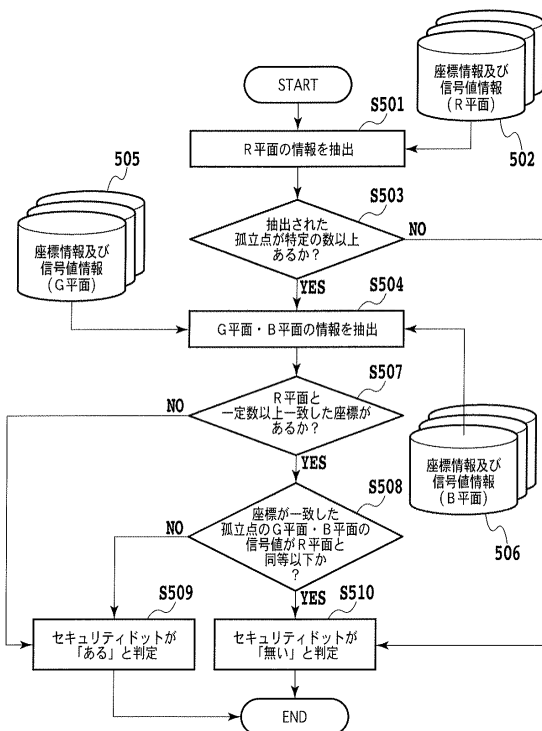 座標情報及び
信号値情報
(R平面)
502
START
S501
R平面の情報を抽出
505
座標情報及び
信号値情報
(G平面)
S503
抽出された
孤立点が特定の数以上
あるか?
NO
YES
S504
G平面・B平面の情報を抽出
S507
R平面と
一定数以上一致した座標が
あるか?
NO
YES
座標情報及び
信号値情報
(B平面)
506
S508
座標が一致した
孤立点のG平面・B平面の
信号値がR平面と
同等以下か
?
NO
YES
S509
セキュリティドットが
「ある」と判定
S510
セキュリティドットが
「無い」と判定
END